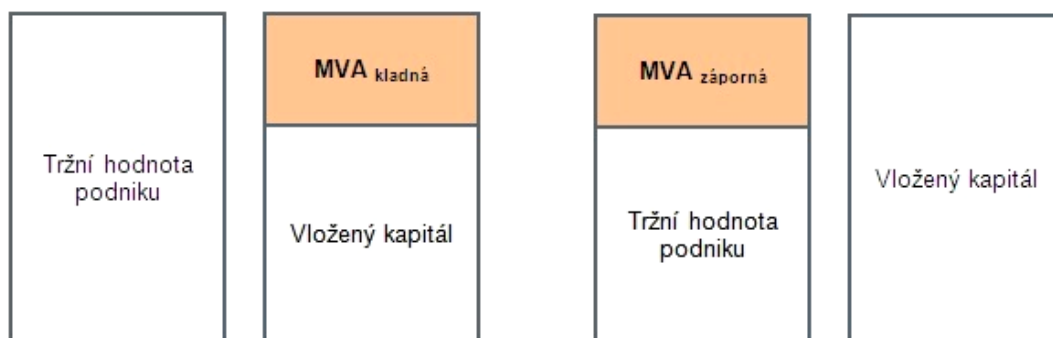 Tržní hodnota
podniku
MVA kladná
Vložený kapitál
MVA záporná
Tržní hodnota
podniku
Vložený kapitál